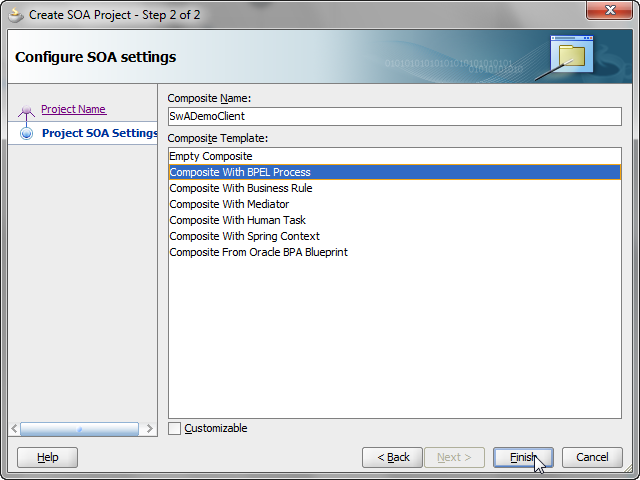 Create SOA Project - Step 2 of 2
Configure SOA settings
Project Name
Project SOA Settings
Composite Name:
SwADemoClient
Composite Template:
Empty Composite
Composite With BPEL Process
Composite With Business Rule
Composite With Mediator
Composite With Human Task
Composite With Spring Context
Composite From Oracle BPA Blueprint
Customizable
Help
< Back
Next >
Finish
Cancel